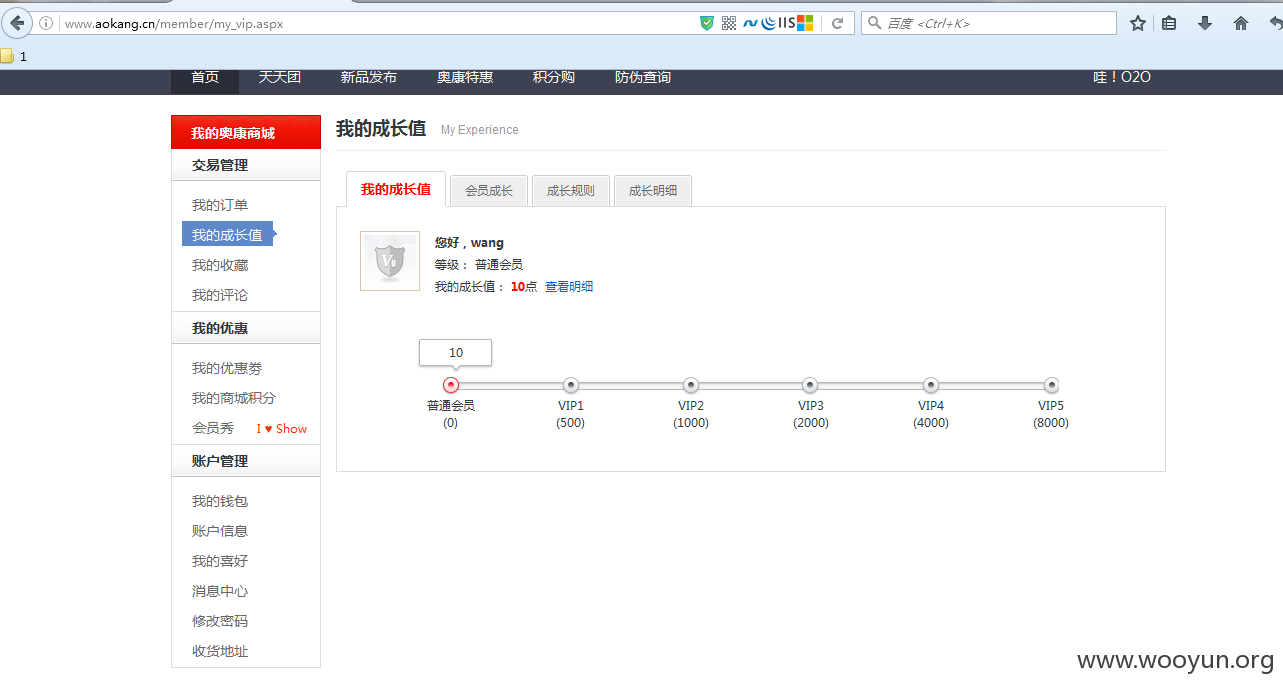 www.aokang.cn/member/my_vip.aspx
IIS
百度 <Ctrl+K>
1
首页 天天团 新品发布 奥康特惠 积分购 防伪查询 哇！O2O
我的奥康商城
交易管理
我的订单
我的成长值
我的收藏
我的评论
我的优惠
我的优惠券
我的商城积分
会员秀 I ♥ Show
账户管理
我的钱包
账户信息
我的喜好
消息中心
修改密码
收货地址
我的成长值 My Experience
我的成长值 会员成长 成长规则 成长明细
V0
您好，wang
等级： 普通会员
我的成长值： 10点 查看明细
10
普通会员 VIP1 VIP2 VIP3 VIP4 VIP5
(0) (500) (1000) (2000) (4000) (8000)
www.wooyun.org